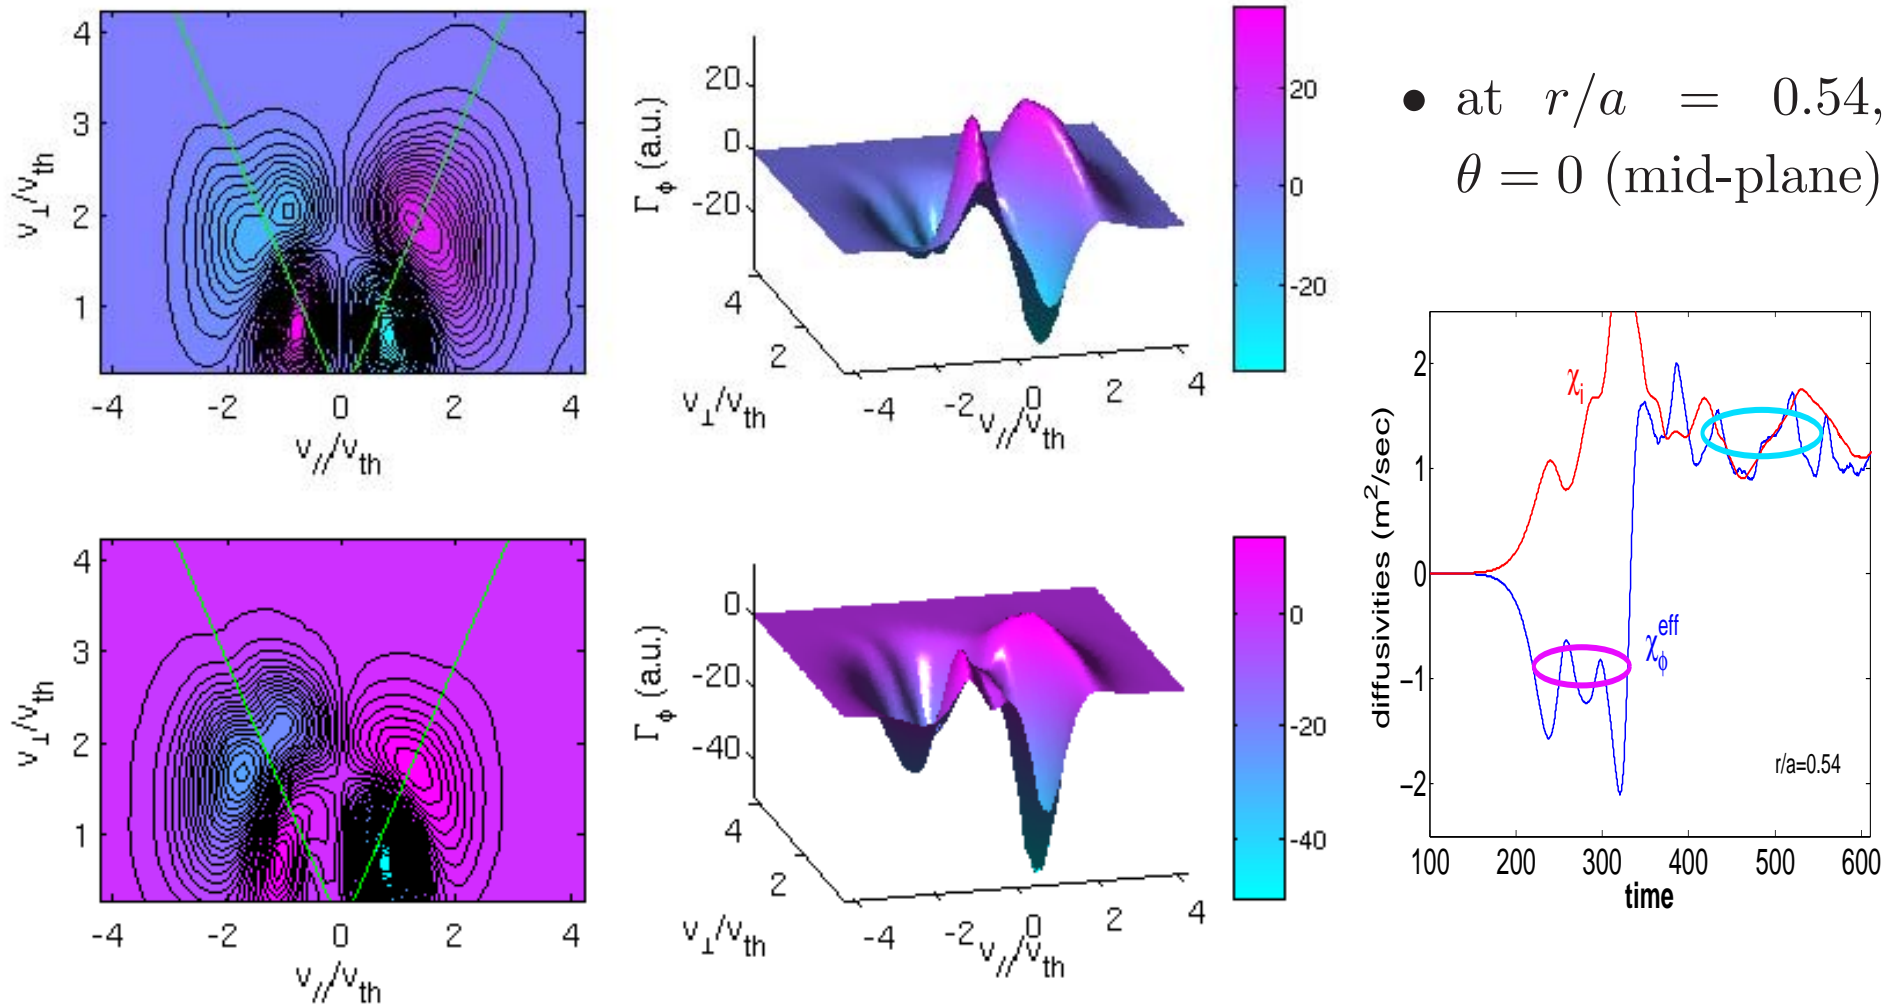 4
3
2
1
v⊥/vth
-4 -2 0 2 4
v///vth
20
0
-20
Γϕ (a.u.)
4
2
v⊥/vth
-4 -2 0 2 4
v///vth
20
0
-20
• at r/a = 0.54,
θ = 0 (mid-plane)
4
3
2
1
v⊥/vth
-4 -2 0 2 4
v///vth
0
-20
-40
Γϕ (a.u.)
4
2
v⊥/vth
-4 -2 0 2 4
v///vth
0
-20
-40
2
1
0
−1
−2
diffusivities (m²/sec)
χi
χϕ^eff
r/a=0.54
100 200 300 400 500 600
time